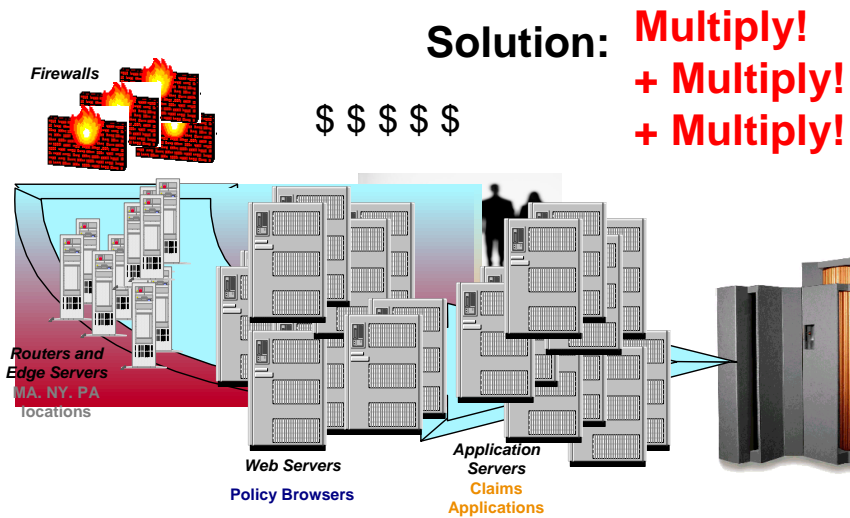 Solution:
Multiply!
+ Multiply!
+ Multiply!
Firewalls
$ $ $ $ $
Routers and
Edge Servers
MA. NY. PA
locations
Web Servers
Policy Browsers
Application
Servers
Claims
Applications